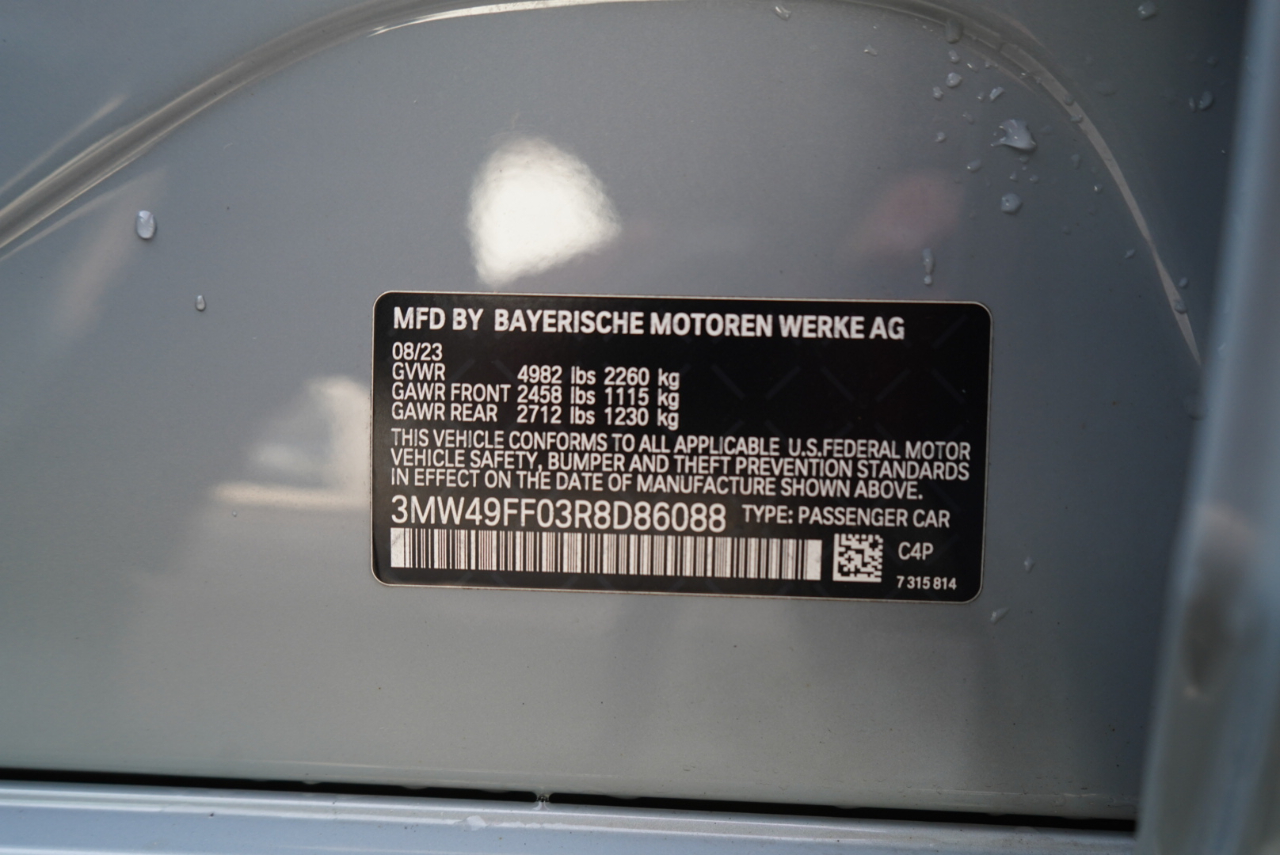 MFD BY BAYERISCHE MOTOREN WERKE AG
08/23
GVWR 4982 lbs 2260 kg
GAWR FRONT 2458 lbs 1115 kg
GAWR REAR 2712 lbs 1230 kg
THIS VEHICLE CONFORMS TO ALL APPLICABLE U.S.FEDERAL MOTOR
VEHICLE SAFETY, BUMPER AND THEFT PREVENTION STANDARDS
IN EFFECT ON THE DATE OF MANUFACTURE SHOWN ABOVE.
3MW49FF03R8D86088 TYPE: PASSENGER CAR
C4P
7 315 814